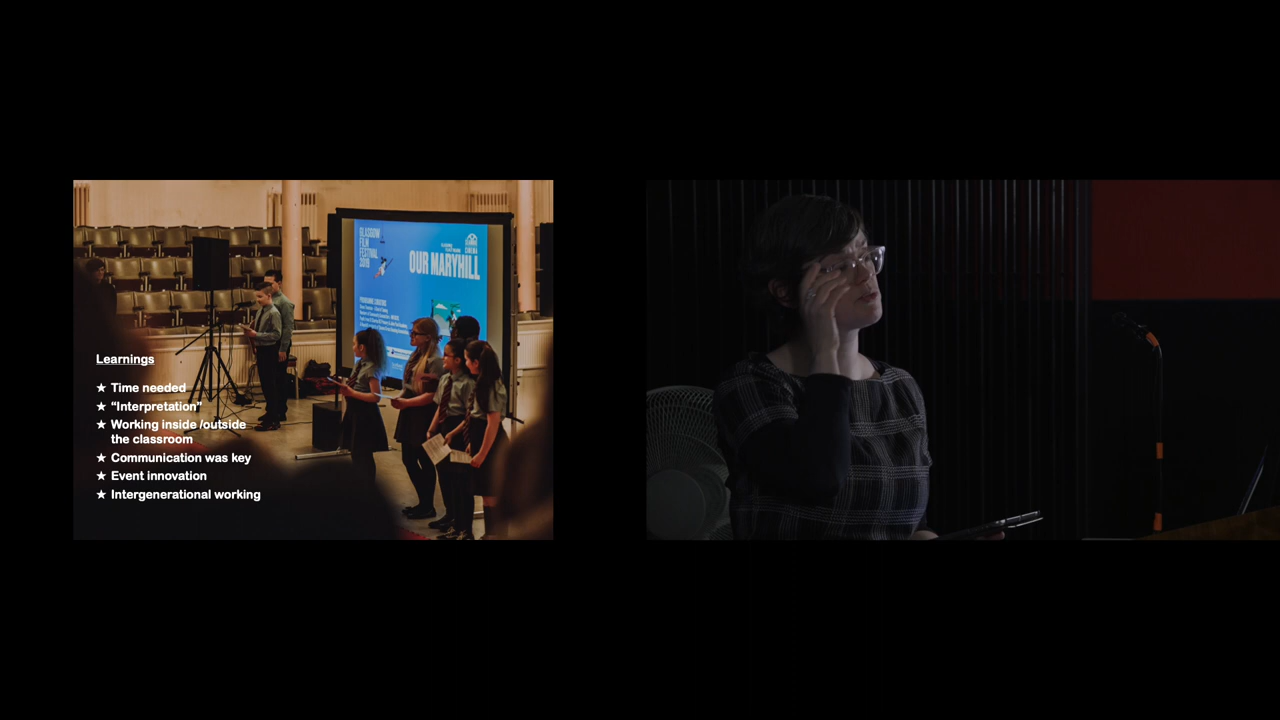 GLASGOW
FILM
FESTIVAL
2019
CINEMA
OUR MARYHILL
Learnings
★ Time needed
★ “Interpretation”
★ Working inside /outside
the classroom
★ Communication was key
★ Event innovation
★ Intergenerational working